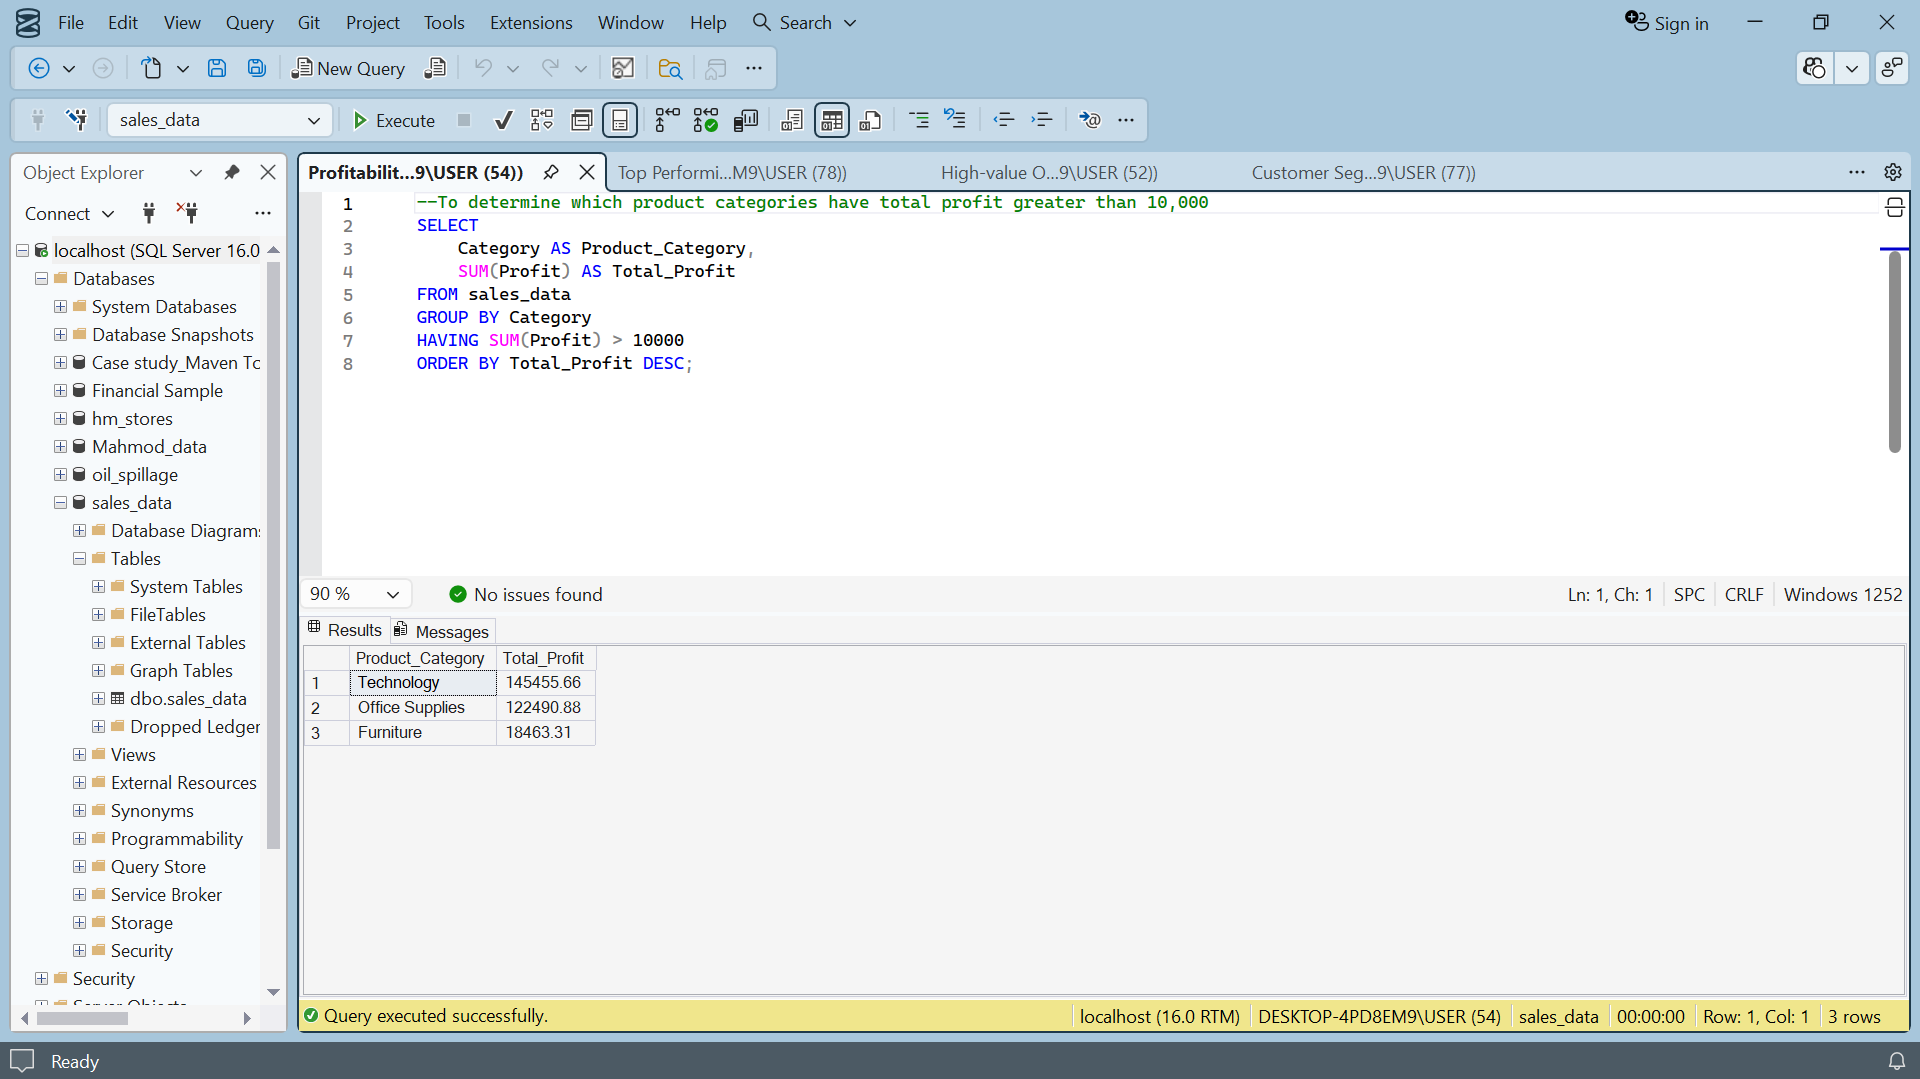 File Edit View Query Git Project Tools Extensions Window Help Search Sign in
New Query
sales_data Execute
Object Explorer
Connect
localhost (SQL Server 16.0
Databases
System Databases
Database Snapshots
Case study_Maven To
Financial Sample
hm_stores
Mahmod_data
oil_spillage
sales_data
Database Diagrams
Tables
System Tables
FileTables
External Tables
Graph Tables
dbo.sales_data
Dropped Ledger
Views
External Resources
Synonyms
Programmability
Query Store
Service Broker
Storage
Security
Security
Server Objects
Profitabilit...9\USER (54)) Top Performi...M9\USER (78)) High-value O...9\USER (52)) Customer Seg...9\USER (77))
1 --To determine which product categories have total profit greater than 10,000
2 SELECT
3 Category AS Product_Category,
4 SUM(Profit) AS Total_Profit
5 FROM sales_data
6 GROUP BY Category
7 HAVING SUM(Profit) > 10000
8 ORDER BY Total_Profit DESC;
90 % No issues found Ln: 1, Ch: 1 SPC CRLF Windows 1252
Results Messages
Product_Category Total_Profit
1 Technology 145455.66
2 Office Supplies 122490.88
3 Furniture 18463.31
Query executed successfully. localhost (16.0 RTM) DESKTOP-4PD8EM9\USER (54) sales_data 00:00:00 Row: 1, Col: 1 3 rows
Ready